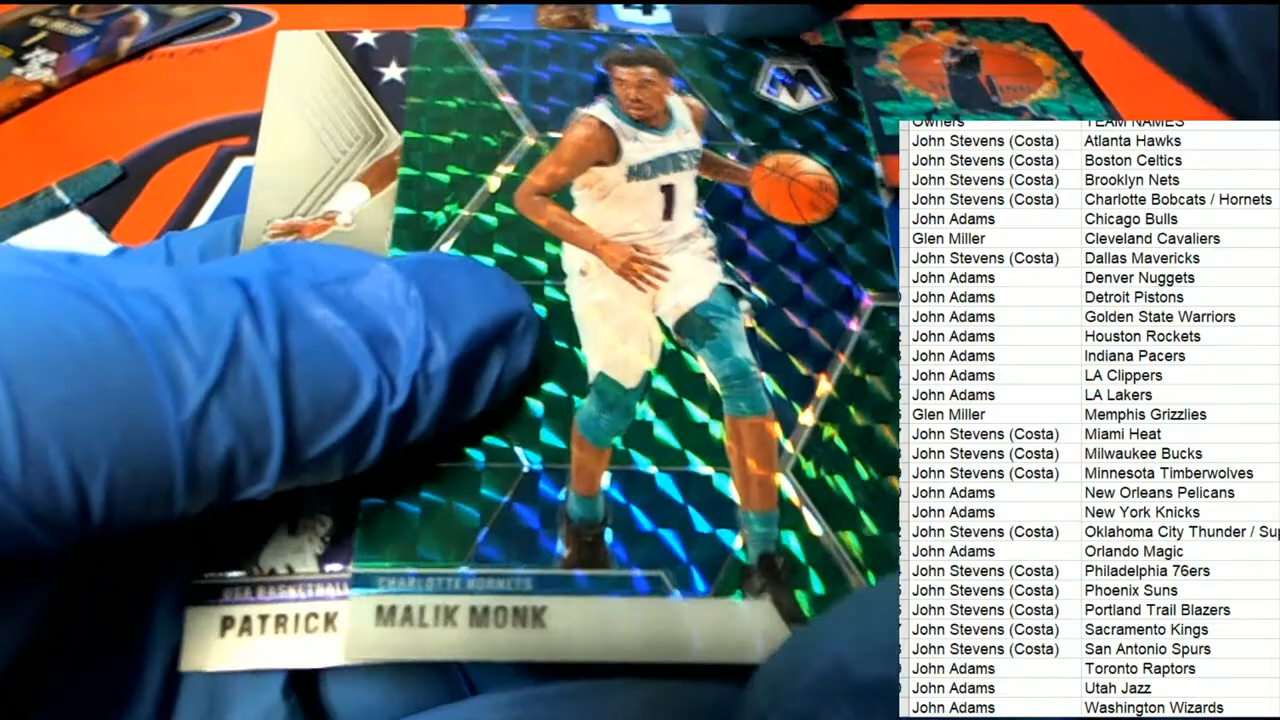 4
M
HORNETS
1
USA BASKETBALL
PATRICK
CHARLOTTE HORNETS
MALIK MONK
Owners TEAM NAMES
John Stevens (Costa) Atlanta Hawks
John Stevens (Costa) Boston Celtics
John Stevens (Costa) Brooklyn Nets
John Stevens (Costa) Charlotte Bobcats / Hornets
John Adams Chicago Bulls
Glen Miller Cleveland Cavaliers
John Stevens (Costa) Dallas Mavericks
John Adams Denver Nuggets
John Adams Detroit Pistons
John Adams Golden State Warriors
John Adams Houston Rockets
John Adams Indiana Pacers
John Adams LA Clippers
John Adams LA Lakers
Glen Miller Memphis Grizzlies
John Stevens (Costa) Miami Heat
John Stevens (Costa) Milwaukee Bucks
John Stevens (Costa) Minnesota Timberwolves
John Adams New Orleans Pelicans
John Adams New York Knicks
John Stevens (Costa) Oklahoma City Thunder / Su
John Adams Orlando Magic
John Stevens (Costa) Philadelphia 76ers
John Stevens (Costa) Phoenix Suns
John Stevens (Costa) Portland Trail Blazers
John Stevens (Costa) Sacramento Kings
John Stevens (Costa) San Antonio Spurs
John Adams Toronto Raptors
John Adams Utah Jazz
John Adams Washington Wizards